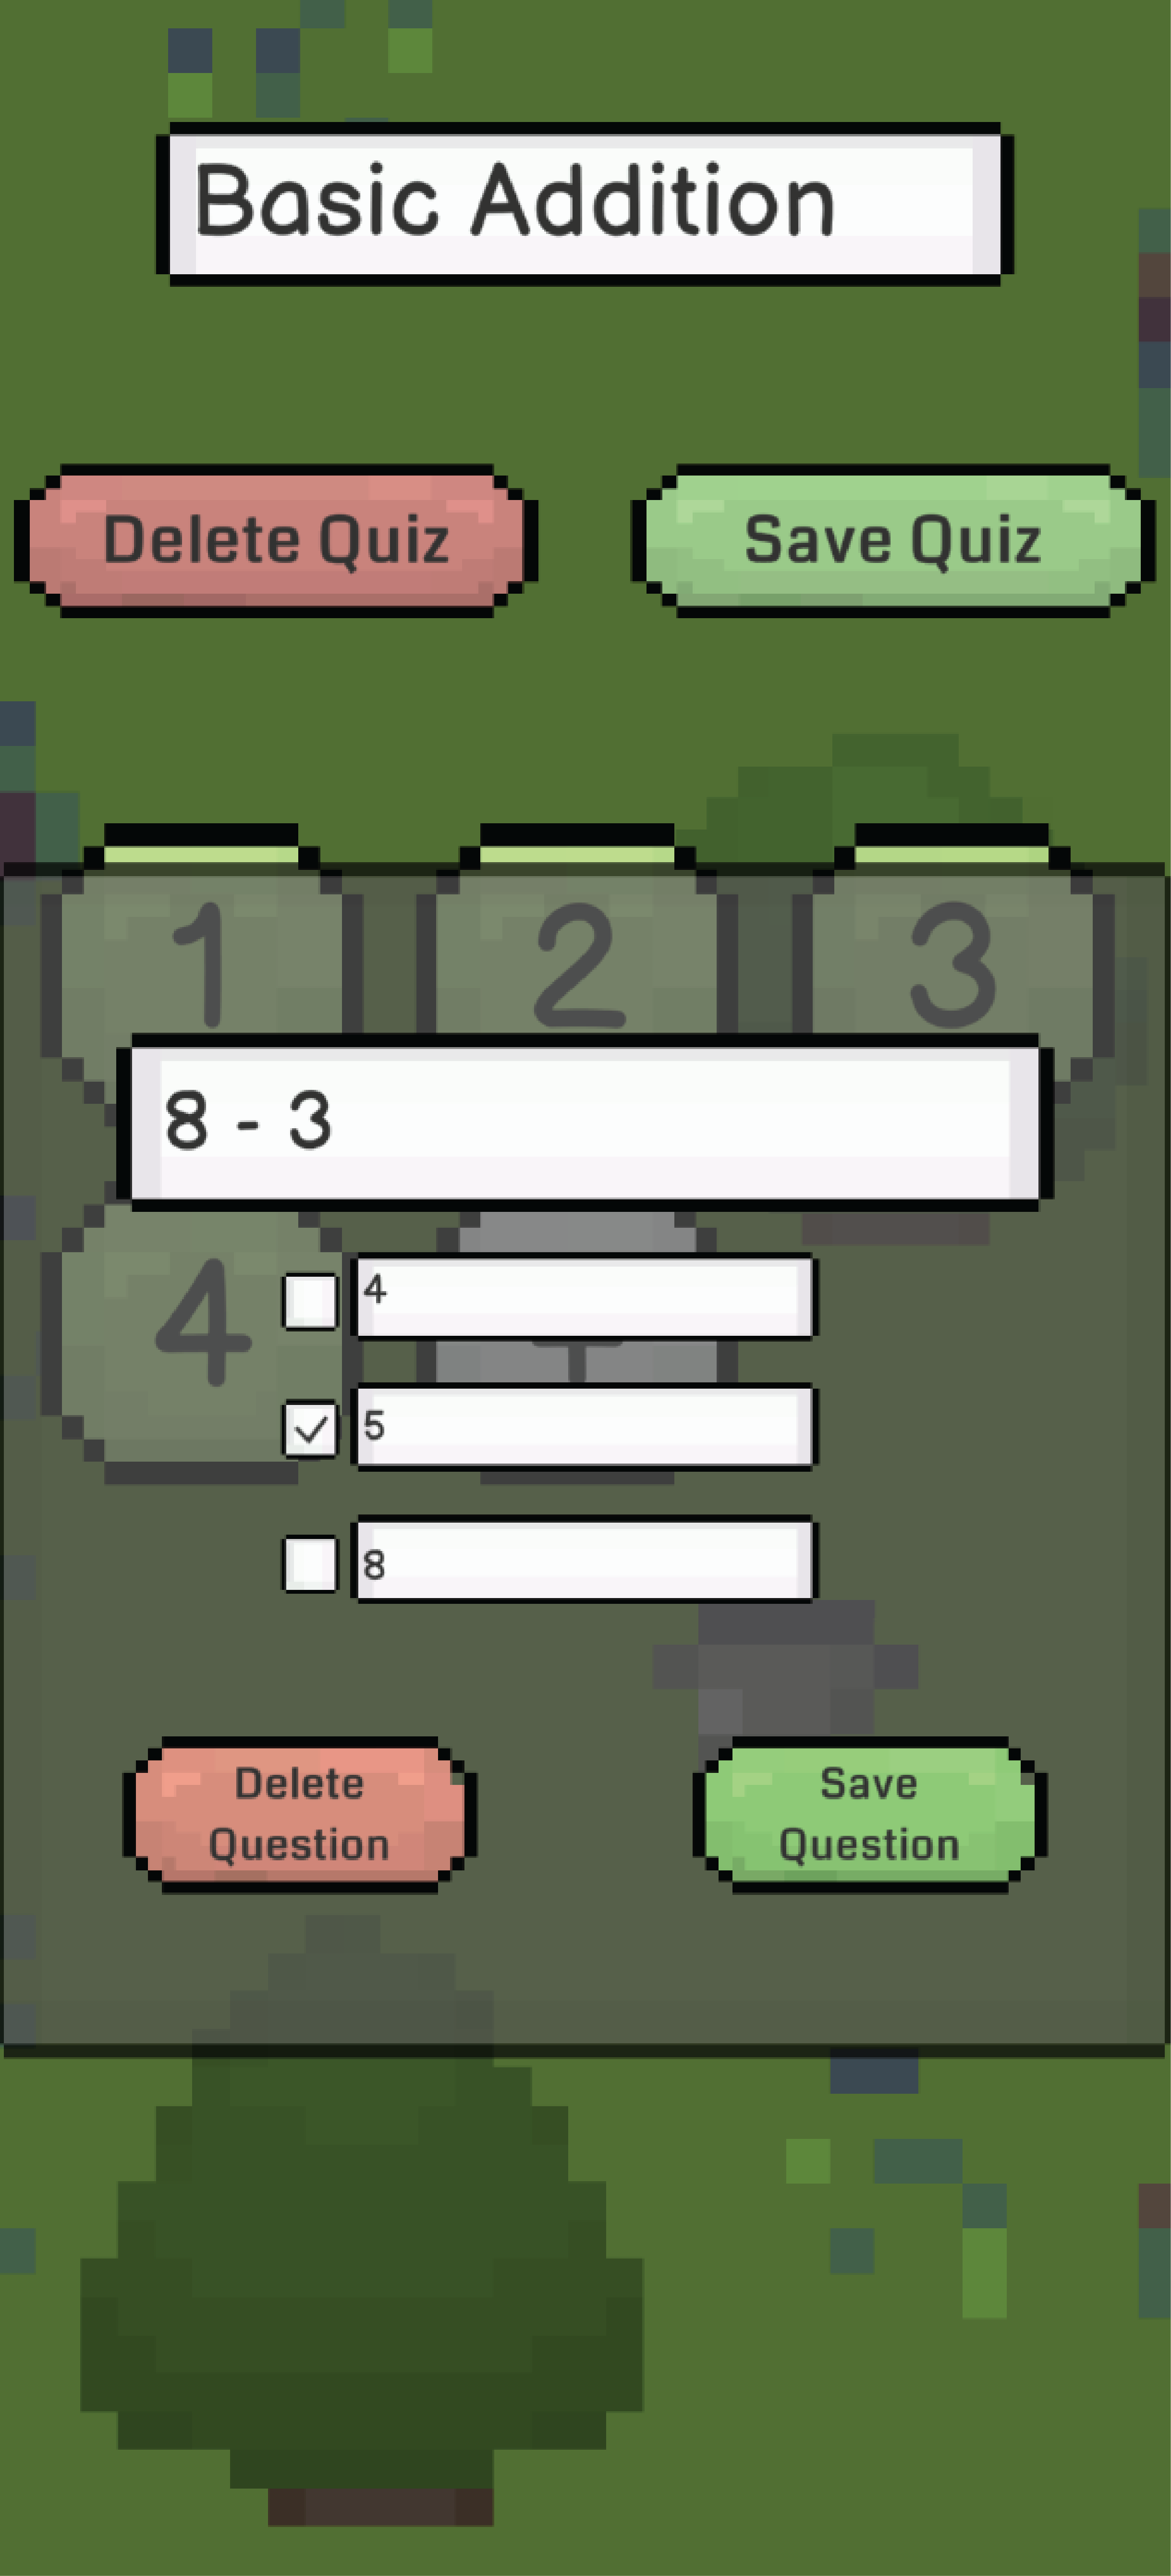 Basic Addition
Delete Quiz
Save Quiz
1
2
3
8 - 3
4
4
5
8
Delete
Question
Save
Question